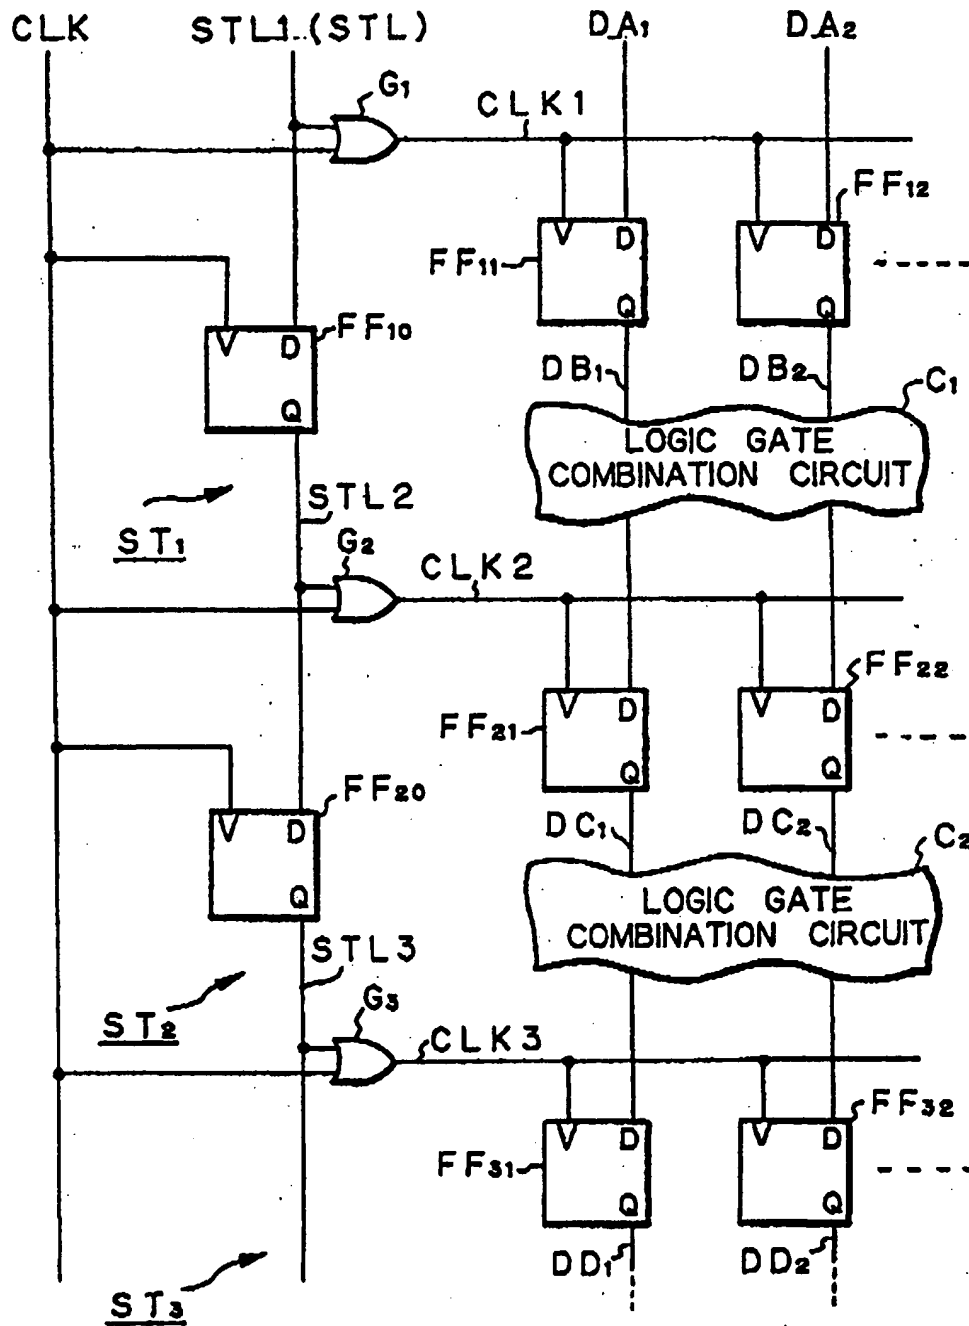 CLK
STL1 (STL)
DA1
DA2
G1
CLK1
FF12
V D
V D
FF11
Q
Q
FF10
V D
Q
DB1
DB2
C1
LOGIC GATE
COMBINATION CIRCUIT
STL2
ST1
G2
CLK2
FF22
V D
V D
FF21
Q
Q
FF20
V D
Q
DC1
DC2
C2
LOGIC GATE
COMBINATION CIRCUIT
STL3
ST2
G3
CLK3
FF32
V D
V D
FF31
Q
Q
DD1
DD2
ST3